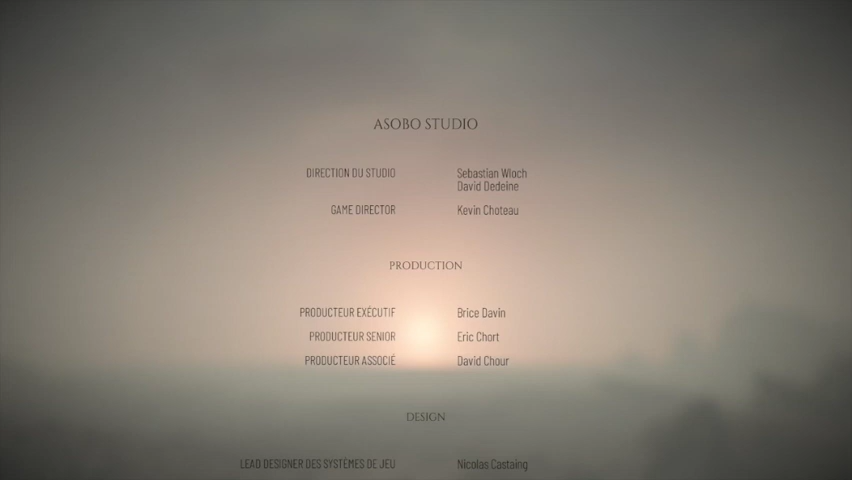 ASOBO STUDIO
DIRECTION DU STUDIO Sebastian Wloch
David Dedeine
GAME DIRECTOR Kevin Choteau
PRODUCTION
PRODUCTEUR EXÉCUTIF Brice Davin
PRODUCTEUR SENIOR Eric Chort
PRODUCTEUR ASSOCIÉ David Chour
DESIGN
LEAD DESIGNER DES SYSTÈMES DE JEU Nicolas Castaing